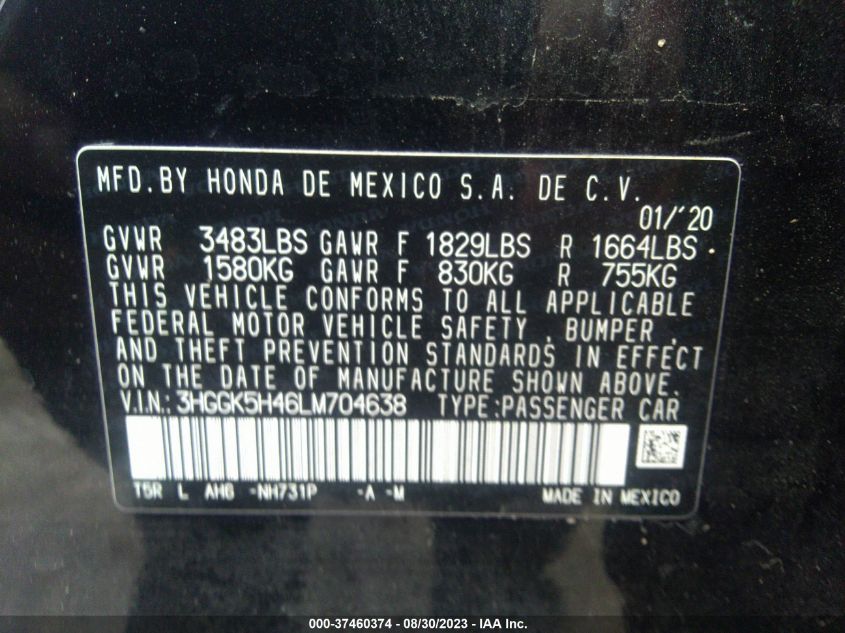 MFD.BY HONDA DE MEXICO S.A. DE C.V.
01/'20
GVWR 3483LBS GAWR F 1829LBS R 1664LBS
GVWR 1580KG GAWR F 830KG R 755KG
THIS VEHICLE CONFORMS TO ALL APPLICABLE
FEDERAL MOTOR VEHICLE SAFETY , BUMPER ,
AND THEFT PREVENTION STANDARDS IN EFFECT
ON THE DATE OF MANUFACTURE SHOWN ABOVE.
V.I.N.: 3HGGK5H46LM704638 TYPE:PASSENGER CAR
T5R L AH6 -NH731P -A -M MADE IN MEXICO
000-37460374 - 08/30/2023 - IAA Inc.